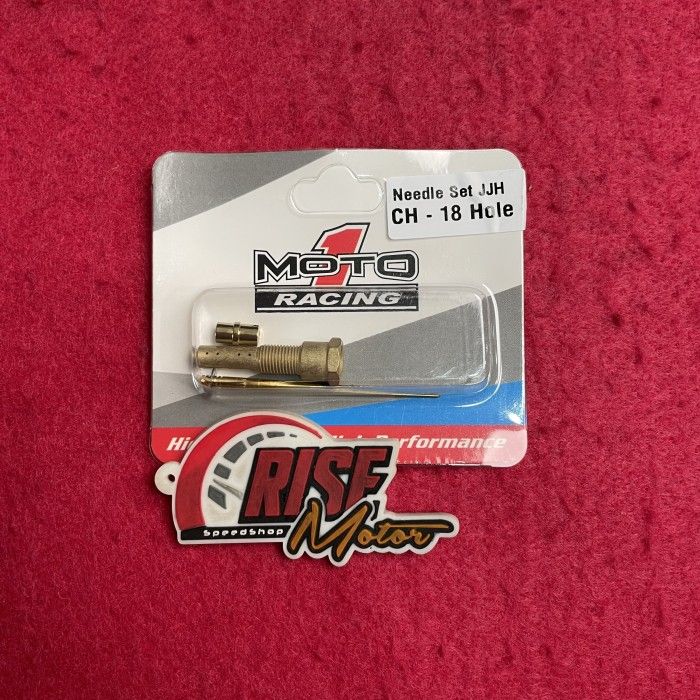 Needle Set JJH
CH - 18 Hole
1
MOTO
RACING
Performance
RISE
SpeedShop
Motor